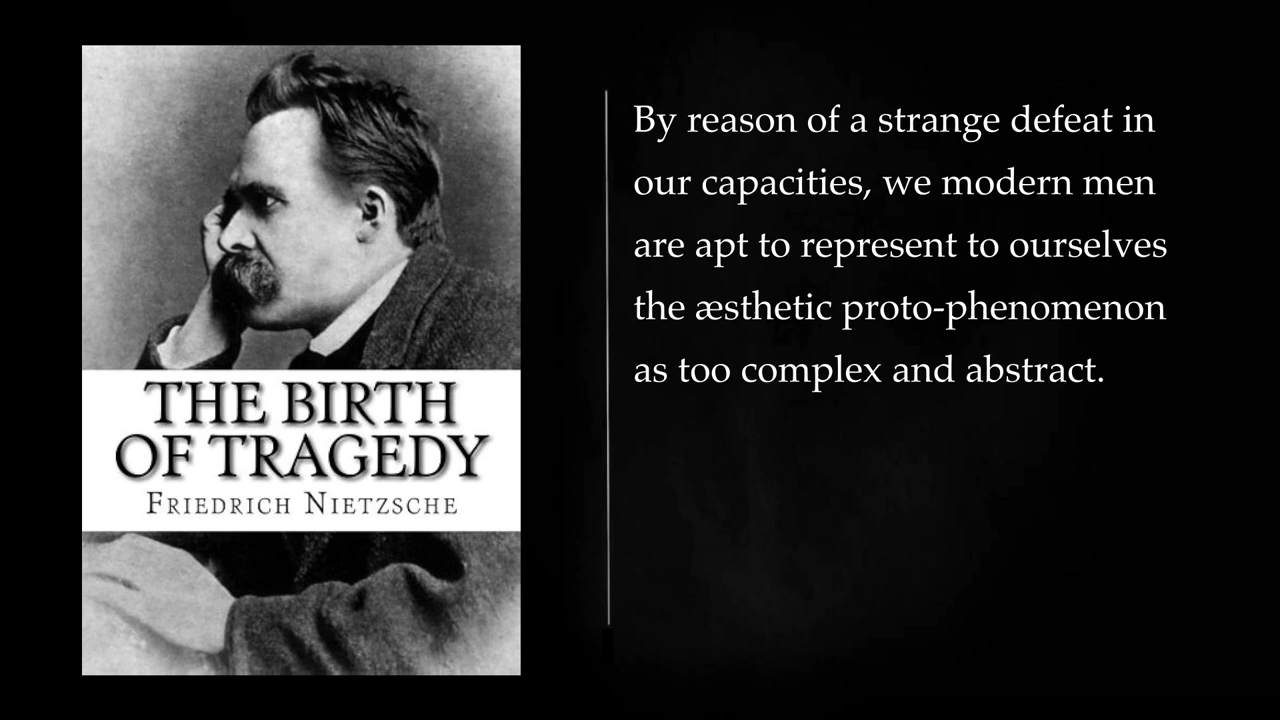 THE BIRTH
OF TRAGEDY
FRIEDRICH NIETZSCHE
By reason of a strange defeat in
our capacities, we modern men
are apt to represent to ourselves
the æsthetic proto-phenomenon
as too complex and abstract.